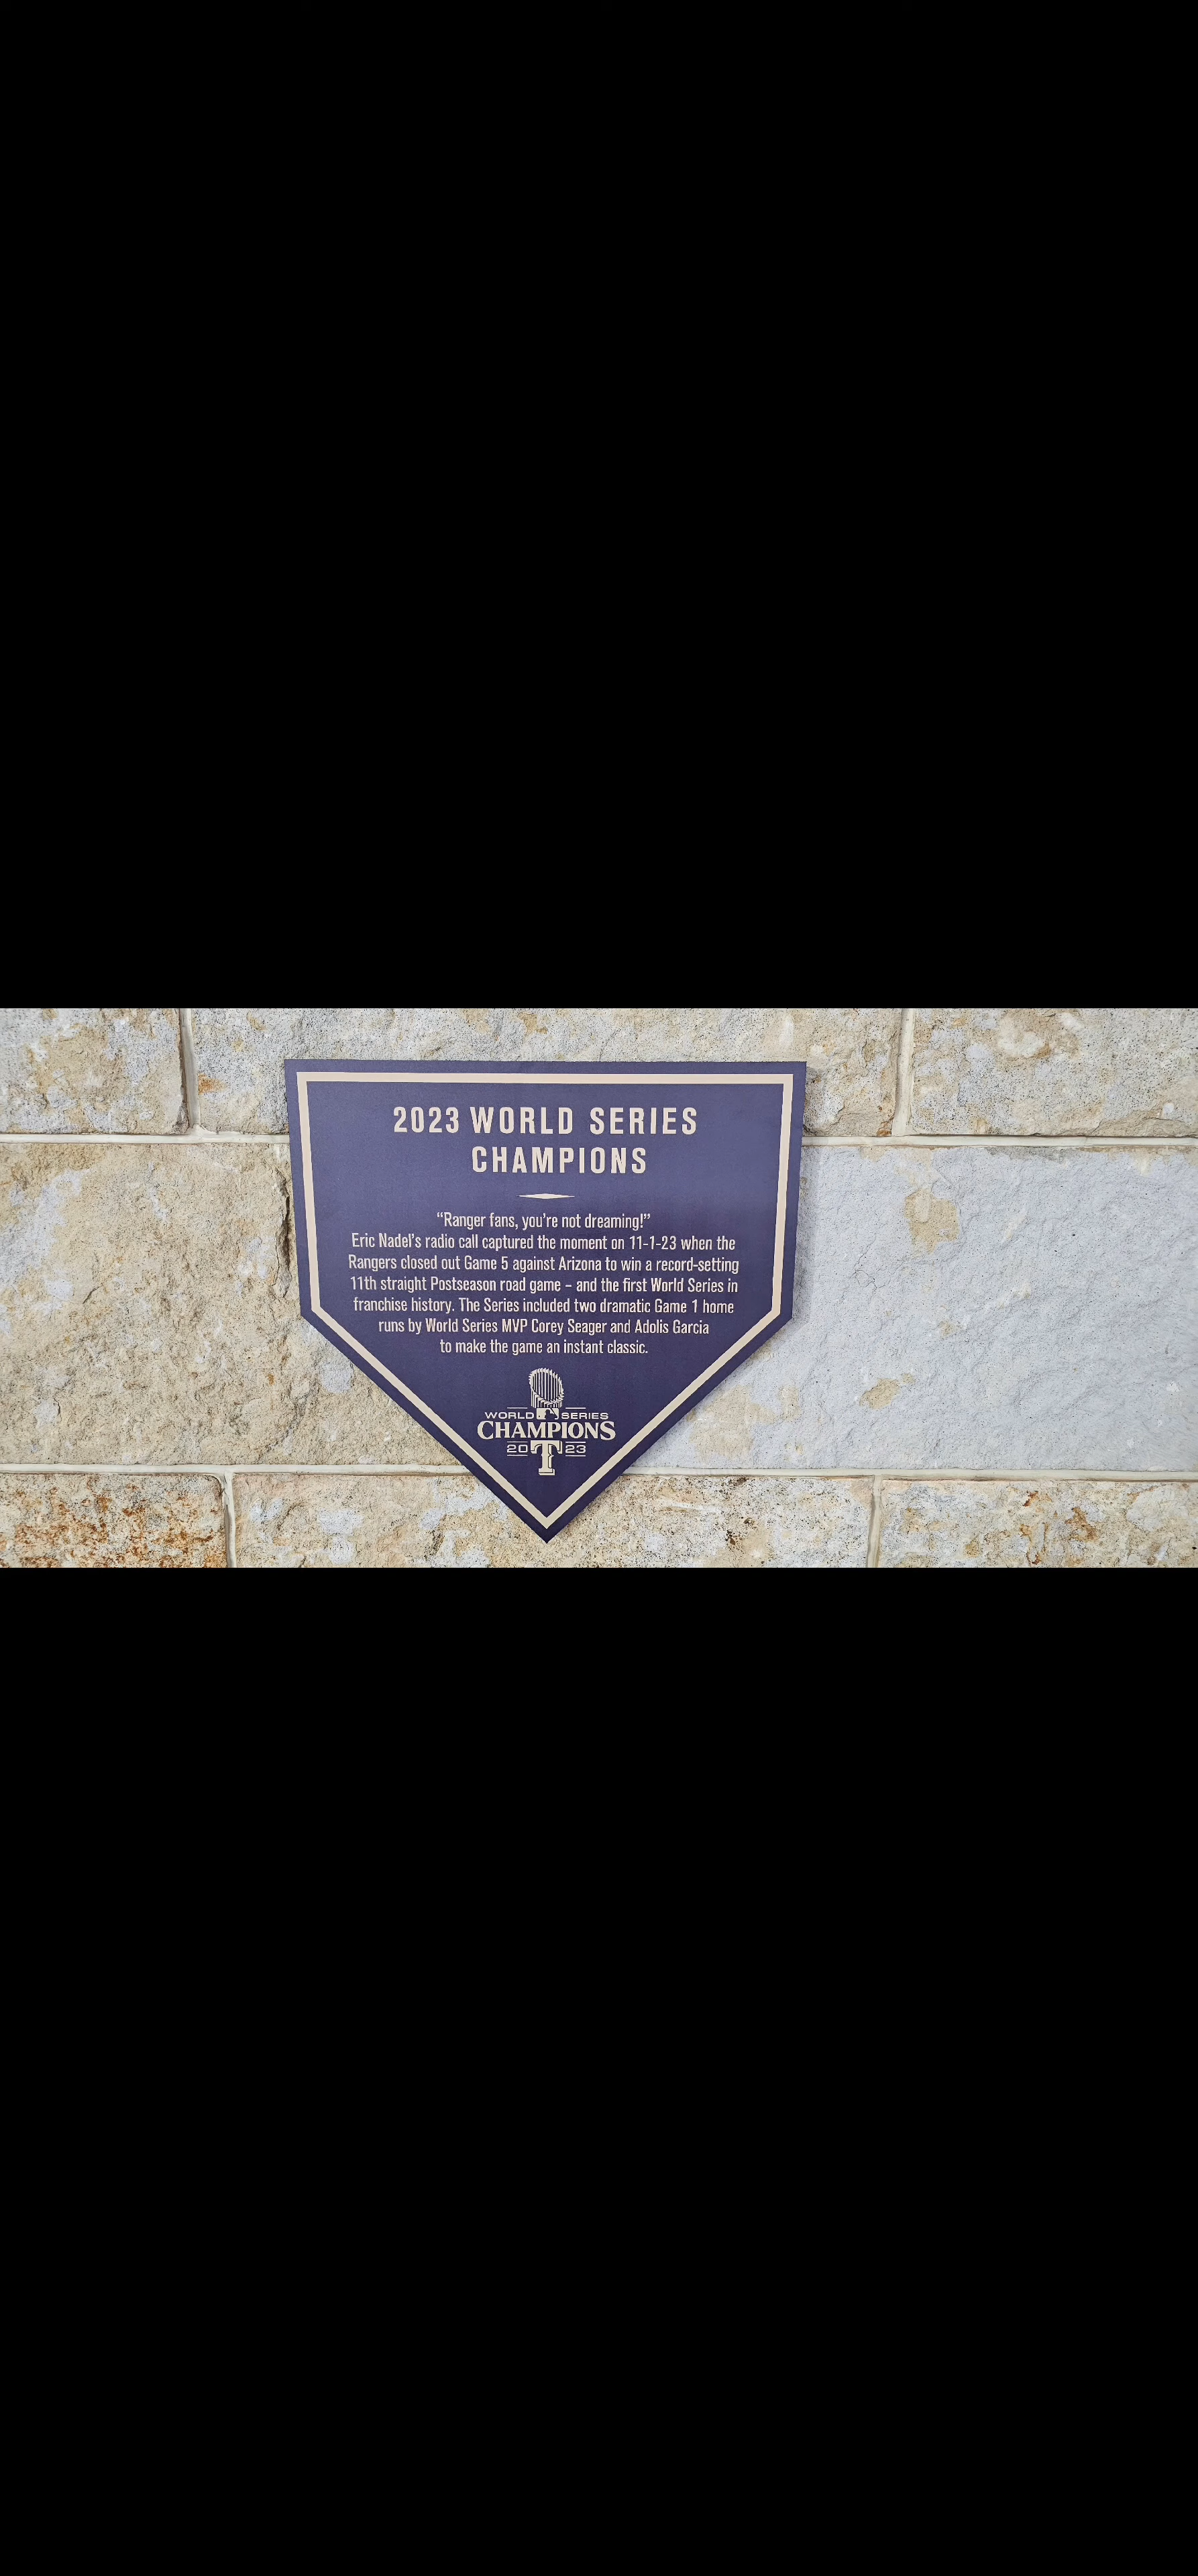 2023 WORLD SERIES
CHAMPIONS
“Ranger fans, you’re not dreaming!”
Eric Nadel’s radio call captured the moment on 11-1-23 when the
Rangers closed out Game 5 against Arizona to win a record-setting
11th straight Postseason road game – and the first World Series in
franchise history. The Series included two dramatic Game 1 home
runs by World Series MVP Corey Seager and Adolis Garcia
to make the game an instant classic.
WORLD SERIES
CHAMPIONS
20 T 23